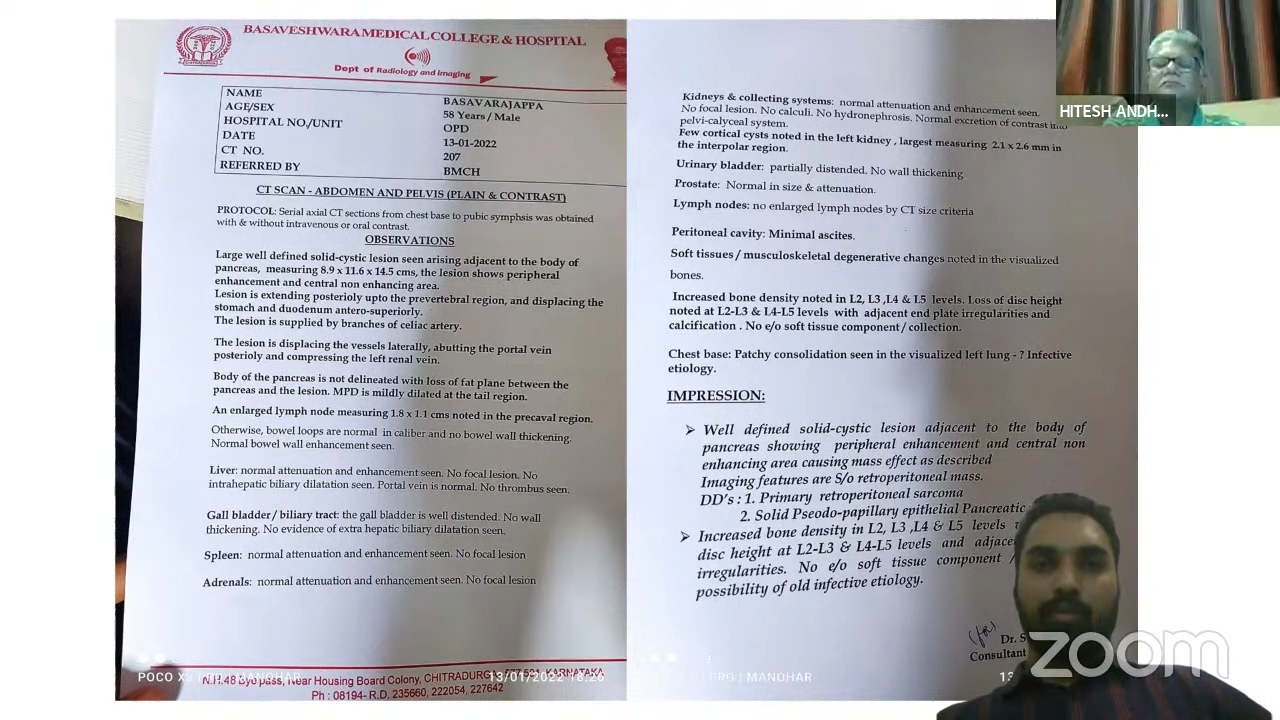 BASAVESHWARA MEDICAL COLLEGE & HOSPITAL
Dept of Radiology and Imaging
NAME BASAVARAJAPPA
AGE/SEX 58 Years / Male
HOSPITAL NO./UNIT OPD
DATE 13-01-2022
CT NO. 207
REFERRED BY BMCH
CT SCAN - ABDOMEN AND PELVIS (PLAIN & CONTRAST)
PROTOCOL: Serial axial CT sections from chest base to pubic symphsis was obtained
with & without intravenous or oral contrast.
OBSERVATIONS
Large well defined solid-cystic lesion seen arising adjacent to the body of
pancreas, measuring 8.9 x 11.6 x 14.5 cms, the lesion shows peripheral
enhancement and central non enhancing area.
Lesion is extending posterioly upto the prevertebral region, and displacing the
stomach and duodenum antero-superiorly.
The lesion is supplied by branches of celiac artery.
The lesion is displacing the vessels laterally, abutting the portal vein
posterioly and compressing the left renal vein.
Body of the pancreas is not delineated with loss of fat plane between the
pancreas and the lesion. MPD is mildly dilated at the tail region.
An enlarged lymph node measuring 1.8 x 1.1 cms noted in the precaval region.
Otherwise, bowel loops are normal in caliber and no bowel wall thickening.
Normal bowel wall enhancement seen.
Liver: normal attenuation and enhancement seen. No focal lesion. No
intrahepatic biliary dilatation seen. Portal vein is normal. No thrombus seen.
Gall bladder / biliary tract: the gall bladder is well distended. No wall
thickening. No evidence of extra hepatic biliary dilatation seen.
Spleen: normal attenuation and enhancement seen. No focal lesion
Adrenals: normal attenuation and enhancement seen. No focal lesion
N.H.48 Bye pass, Near Housing Board Colony, CHITRADURGA-577 501, KARNATAKA
Ph : 08194- R.D. 235660, 222054, 227642
MANOHAR
13/01/2022 18:26
Kidneys & collecting systems: normal attenuation and enhancement seen.
No focal lesion. No calculi. No hydronephrosis. Normal excretion of contrast into
pelvi-calyceal system.
Few cortical cysts noted in the left kidney , largest measuring 2.1 x 2.6 mm in
the interpolar region.
Urinary bladder: partially distended. No wall thickening
Prostate: Normal in size & attenuation.
Lymph nodes: no enlarged lymph nodes by CT size criteria
Peritoneal cavity: Minimal ascites.
Soft tissues / musculoskeletal degenerative changes noted in the visualized
bones.
Increased bone density noted in L2, L3 ,L4 & L5 levels. Loss of disc height
noted at L2-L3 & L4-L5 levels with adjacent end plate irregularities and
calcification . No e/o soft tissue component / collection.
Chest base: Patchy consolidation seen in the visualized left lung - ? Infective
etiology.
IMPRESSION:
➤ Well defined solid-cystic lesion adjacent to the body of
pancreas showing peripheral enhancement and central non
enhancing area causing mass effect as described
Imaging features are S/o retroperitoneal mass.
DD's : 1. Primary retroperitoneal sarcoma
2. Solid Pseodo-papillary epithelial Pancreatic
➤ Increased bone density in L2, L3 ,L4 & L5 levels
disc height at L2-L3 & L4-L5 levels and
irregularities. No e/o soft tissue component /
possibility of old infective etiology.
Dr. S
Consultant
MANOHAR
HITESH ANDH...
zoom